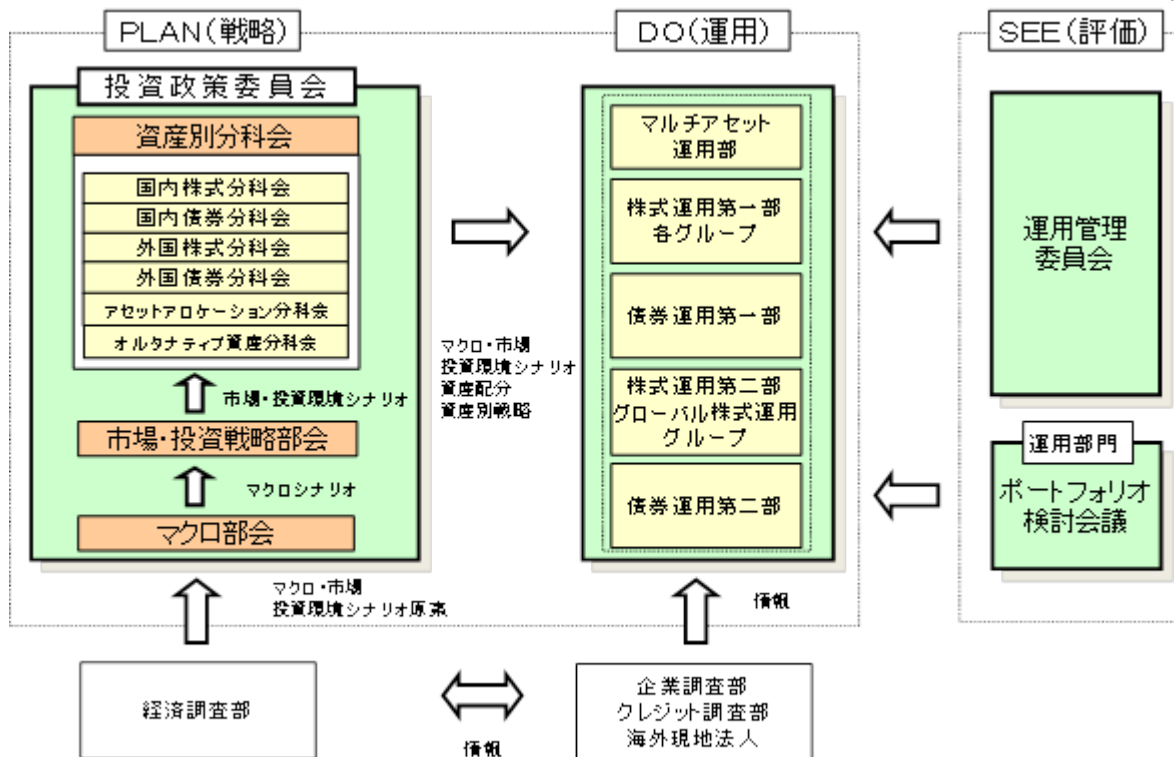 PLAN(戦略)
投資政策委員会
資産別分科会
国内株式分科会
国内債券分科会
外国株式分科会
外国債券分科会
アセットアロケーション分科会
オルタナティブ資産分科会
市場・投資環境シナリオ
市場・投資戦略部会
マクロシナリオ
マクロ部会
マクロ・市場
投資環境シナリオ原案
経済調査部
マクロ・市場
投資環境シナリオ
資産配分
資産別戦略
情報
DO(運用)
マルチアセット
運用部
株式運用第一部
各グループ
債券運用第一部
株式運用第二部
グローバル株式運用
グループ
債券運用第二部
情報
企業調査部
クレジット調査部
海外現地法人
SEE(評価)
運用管理
委員会
運用部門
ポートフォリオ
検討会議